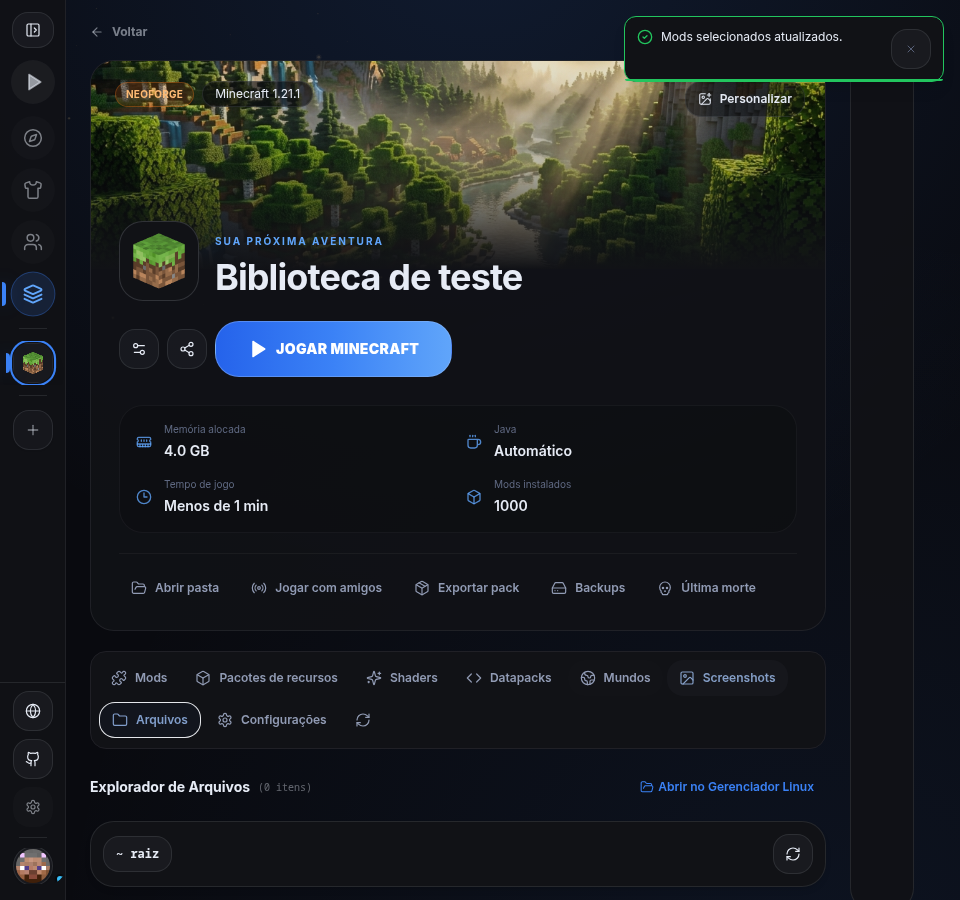 Voltar
Mods selecionados atualizados.
NEOFORGE
Minecraft 1.21.1
Personalizar
SUA PRÓXIMA AVENTURA
Biblioteca de teste
JOGAR MINECRAFT
Memória alocada
4.0 GB
Java
Automático
Tempo de jogo
Menos de 1 min
Mods instalados
1000
Abrir pasta
Jogar com amigos
Exportar pack
Backups
Última morte
Mods
Pacotes de recursos
Shaders
Datapacks
Mundos
Screenshots
Arquivos
Configurações
Explorador de Arquivos (0 itens)
Abrir no Gerenciador Linux
~ raiz